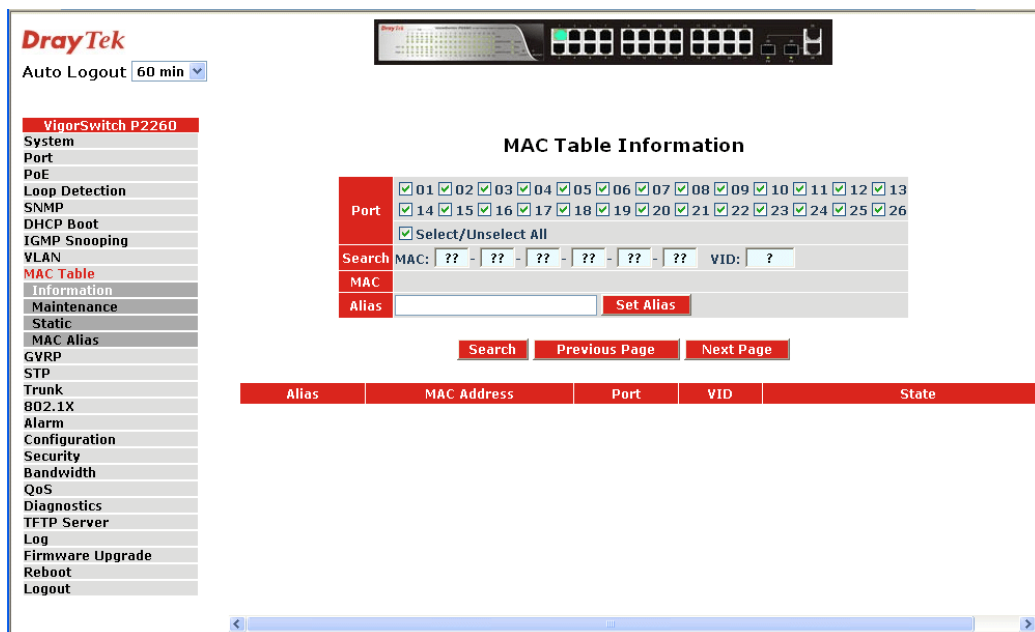 DrayTek
Auto Logout 60 min
VigorSwitch P2260
System
Port
PoE
Loop Detection
SNMP
DHCP Boot
IGMP Snooping
VLAN
MAC Table
Information
Maintenance
Static
MAC Alias
GVRP
STP
Trunk
802.1X
Alarm
Configuration
Security
Bandwidth
QoS
Diagnostics
TFTP Server
Log
Firmware Upgrade
Reboot
Logout
MAC Table Information
Port
01 02 03 04 05 06 07 08 09 10 11 12 13
14 15 16 17 18 19 20 21 22 23 24 25 26
Select/Unselect All
Search MAC: ?? - ?? - ?? - ?? - ?? - ?? VID: ?
MAC
Alias Set Alias
Search Previous Page Next Page
Alias MAC Address Port VID State